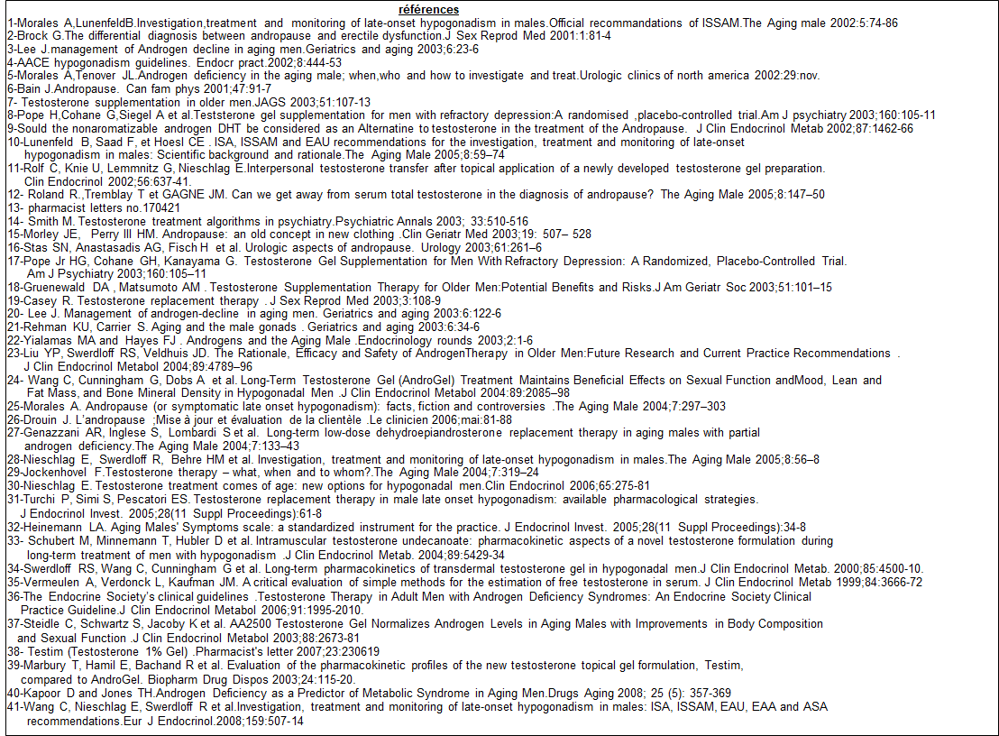 références
1-Morales A,LunenfeldB.Investigation,treatment and monitoring of late-onset hypogonadism in males.Official recommandations of ISSAM.The Aging male 2002:5:74-86
2-Brock G.The differential diagnosis between andropause and erectile dysfunction.J Sex Reprod Med 2001:1:81-4
3-Lee J.management of Androgen decline in aging men.Geriatrics and aging 2003;6:23-6
4-AACE hypogonadism guidelines. Endocr pract.2002;8:444-53
5-Morales A,Tenover JL.Androgen deficiency in the aging male; when,who and how to investigate and treat.Urologic clinics of north america 2002:29:nov.
6-Bain J.Andropause. Can fam phys 2001;47:91-7
7- Testosterone supplementation in older men.JAGS 2003;51:107-13
8-Pope H,Cohane G,Siegel A et al.Teststerone gel supplementation for men with refractory depression:A randomised ,placebo-controlled trial.Am J psychiatry 2003;160:105-11
9-Sould the nonaromatizable androgen DHT be considered as an Alternatine to testosterone in the treatment of the Andropause. J Clin Endocrinol Metab 2002;87:1462-66
10-Lunenfeld B, Saad F, et Hoesl CE . ISA, ISSAM and EAU recommendations for the investigation, treatment and monitoring of late-onset
hypogonadism in males: Scientific background and rationale.The Aging Male 2005;8:59–74
11-Rolf C, Knie U, Lemmnitz G, Nieschlag E.Interpersonal testosterone transfer after topical application of a newly developed testosterone gel preparation.
Clin Endocrinol 2002;56:637-41.
12- Roland R.,Tremblay T et GAGNE JM. Can we get away from serum total testosterone in the diagnosis of andropause? The Aging Male 2005;8:147–50
13- pharmacist letters no.170421
14- Smith M. Testosterone treatment algorithms in psychiatry.Psychiatric Annals 2003; 33:510-516
15-Morley JE, Perry III HM. Andropause: an old concept in new clothing .Clin Geriatr Med 2003;19: 507– 528
16-Stas SN, Anastasadis AG, Fisch H et al. Urologic aspects of andropause. Urology 2003;61:261–6
17-Pope Jr HG, Cohane GH, Kanayama G. Testosterone Gel Supplementation for Men With Refractory Depression: A Randomized, Placebo-Controlled Trial.
Am J Psychiatry 2003;160:105–11
18-Gruenewald DA , Matsumoto AM . Testosterone Supplementation Therapy for Older Men:Potential Benefits and Risks.J Am Geriatr Soc 2003;51:101–15
19-Casey R. Testosterone replacement therapy . J Sex Reprod Med 2003;3:108-9
20- Lee J. Management of androgen-decline in aging men. Geriatrics and aging 2003:6:122-6
21-Rehman KU, Carrier S. Aging and the male gonads . Geriatrics and aging 2003:6:34-6
22-Yialamas MA and Hayes FJ . Androgens and the Aging Male .Endocrinology rounds 2003;2:1-6
23-Liu YP, Swerdloff RS, Veldhuis JD. The Rationale, Efficacy and Safety of AndrogenTherapy in Older Men:Future Research and Current Practice Recommendations .
J Clin Endocrinol Metabol 2004;89:4789–96
24- Wang C, Cunningham G, Dobs A et al. Long-Term Testosterone Gel (AndroGel) Treatment Maintains Beneficial Effects on Sexual Function andMood, Lean and
Fat Mass, and Bone Mineral Density in Hypogonadal Men .J Clin Endocrinol Metabol 2004:89:2085–98
25-Morales A. Andropause (or symptomatic late onset hypogonadism): facts, fiction and controversies .The Aging Male 2004;7:297–303
26-Drouin J. L'andropause ;Mise à jour et évaluation de la clientèle .Le clinicien 2006;mai:81-88
27-Genazzani AR, Inglese S, Lombardi S et al. Long-term low-dose dehydroepiandrosterone replacement therapy in aging males with partial
androgen deficiency.The Aging Male 2004;7:133–43
28-Nieschlag E, Swerdloff R, Behre HM et al. Investigation, treatment and monitoring of late-onset hypogonadism in males.The Aging Male 2005;8:56–8
29-Jockenhovel F.Testosterone therapy – what, when and to whom?.The Aging Male 2004;7:319–24
30-Nieschlag E. Testosterone treatment comes of age: new options for hypogonadal men.Clin Endocrinol 2006;65:275-81
31-Turchi P, Simi S, Pescatori ES. Testosterone replacement therapy in male late onset hypogonadism: available pharmacological strategies.
J Endocrinol Invest. 2005;28(11 Suppl Proceedings):61-8
32-Heinemann LA. Aging Males' Symptoms scale: a standardized instrument for the practice. J Endocrinol Invest. 2005;28(11 Suppl Proceedings):34-8
33- Schubert M, Minnemann T, Hubler D et al. Intramuscular testosterone undecanoate: pharmacokinetic aspects of a novel testosterone formulation during
long-term treatment of men with hypogonadism .J Clin Endocrinol Metab. 2004;89:5429-34
34-Swerdloff RS, Wang C, Cunningham G et al. Long-term pharmacokinetics of transdermal testosterone gel in hypogonadal men.J Clin Endocrinol Metab. 2000;85:4500-10.
35-Vermeulen A, Verdonck L, Kaufman JM. A critical evaluation of simple methods for the estimation of free testosterone in serum. J Clin Endocrinol Metab 1999;84:3666-72
36-The Endocrine Society's clinical guidelines .Testosterone Therapy in Adult Men with Androgen Deficiency Syndromes: An Endocrine Society Clinical
Practice Guideline.J Clin Endocrinol Metabol 2006;91:1995-2010.
37-Steidle C, Schwartz S, Jacoby K et al. AA2500 Testosterone Gel Normalizes Androgen Levels in Aging Males with Improvements in Body Composition
and Sexual Function .J Clin Endocrinol Metabol 2003;88:2673-81
38- Testim (Testosterone 1% Gel) .Pharmacist's letter 2007;23:230619
39-Marbury T, Hamil E, Bachand R et al. Evaluation of the pharmacokinetic profiles of the new testosterone topical gel formulation, Testim,
compared to AndroGel. Biopharm Drug Dispos 2003;24:115-20.
40-Kapoor D and Jones TH.Androgen Deficiency as a Predictor of Metabolic Syndrome in Aging Men.Drugs Aging 2008; 25 (5): 357-369
41-Wang C, Nieschlag E, Swerdloff R et al.Investigation, treatment and monitoring of late-onset hypogonadism in males: ISA, ISSAM, EAU, EAA and ASA
recommendations.Eur J Endocrinol.2008;159:507-14